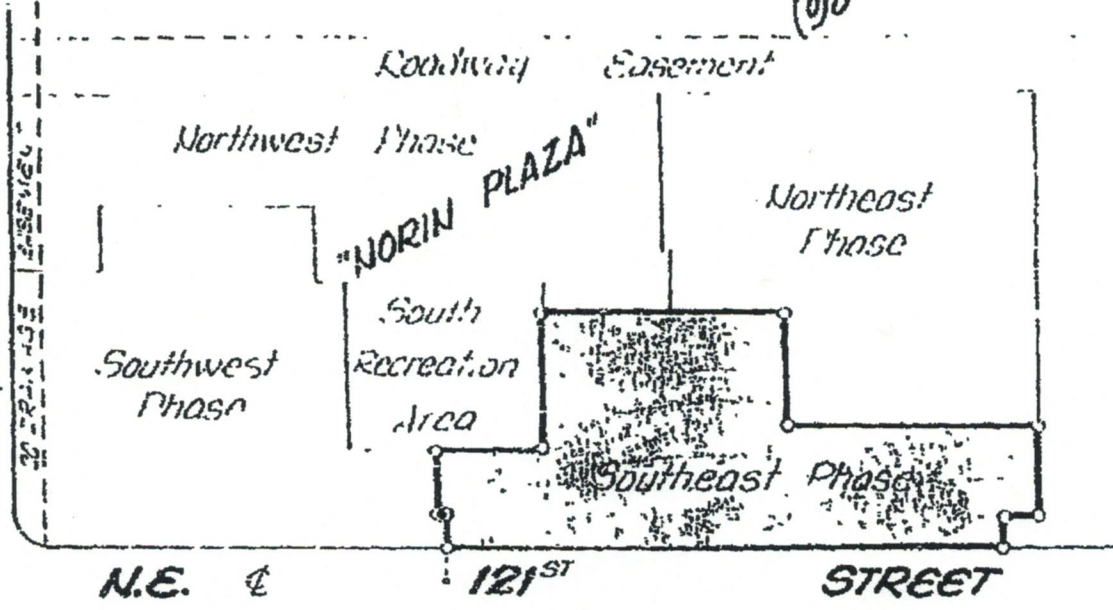 Roadway Easement
Northwest Phase
"NORIN PLAZA"
Northeast
Phase
South
Recreation
Area
Southwest
Phase
Southeast Phase
N.E. ℄ 121ST STREET